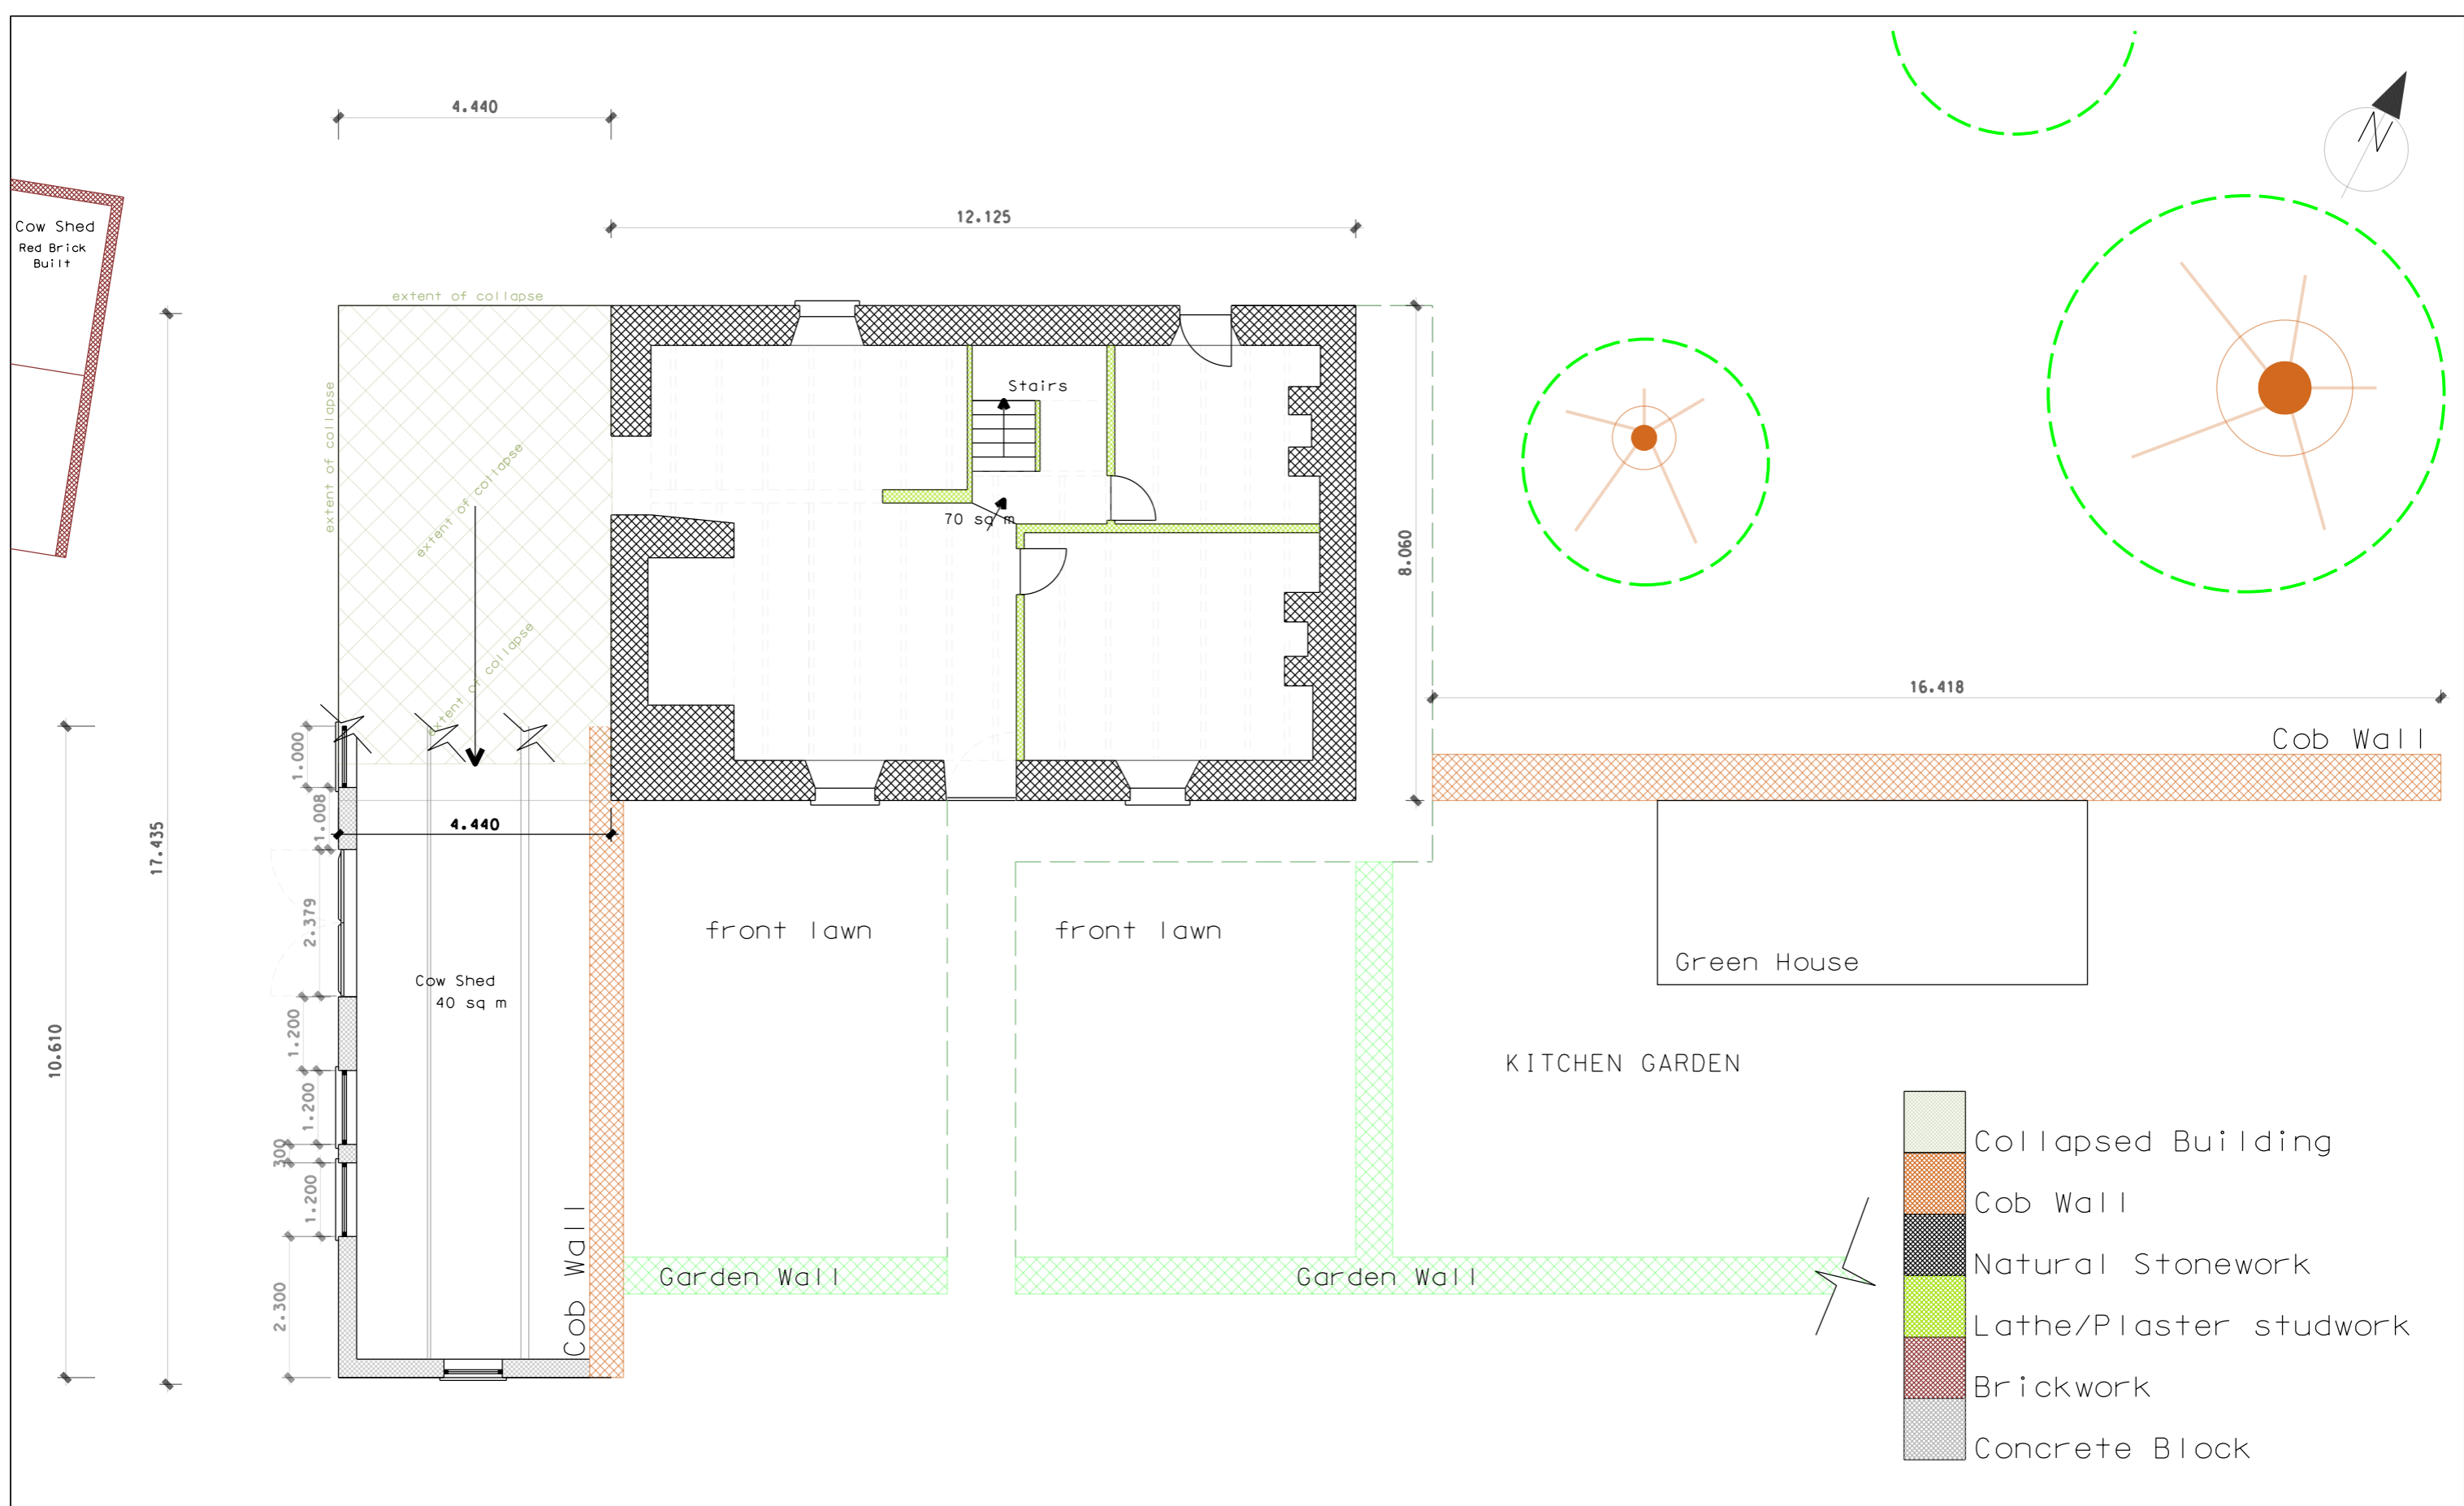 4.440
N
12.125
Cow Shed
Red Brick
Built
extent of collapse
extent of collapse
extent of collapse
extent of collapse
Stairs
70 sq m
8.060
16.418
Cob Wall
1.000
1.008
4.440
17.435
2.379
front lawn
front lawn
Green House
Cow Shed
40 sq m
10.610
1.200
KITCHEN GARDEN
1.200
300
1.200
2.300
Cob Wall
Garden Wall
Garden Wall
Collapsed Building
Cob Wall
Natural Stonework
Lathe/Plaster studwork
Brickwork
Concrete Block